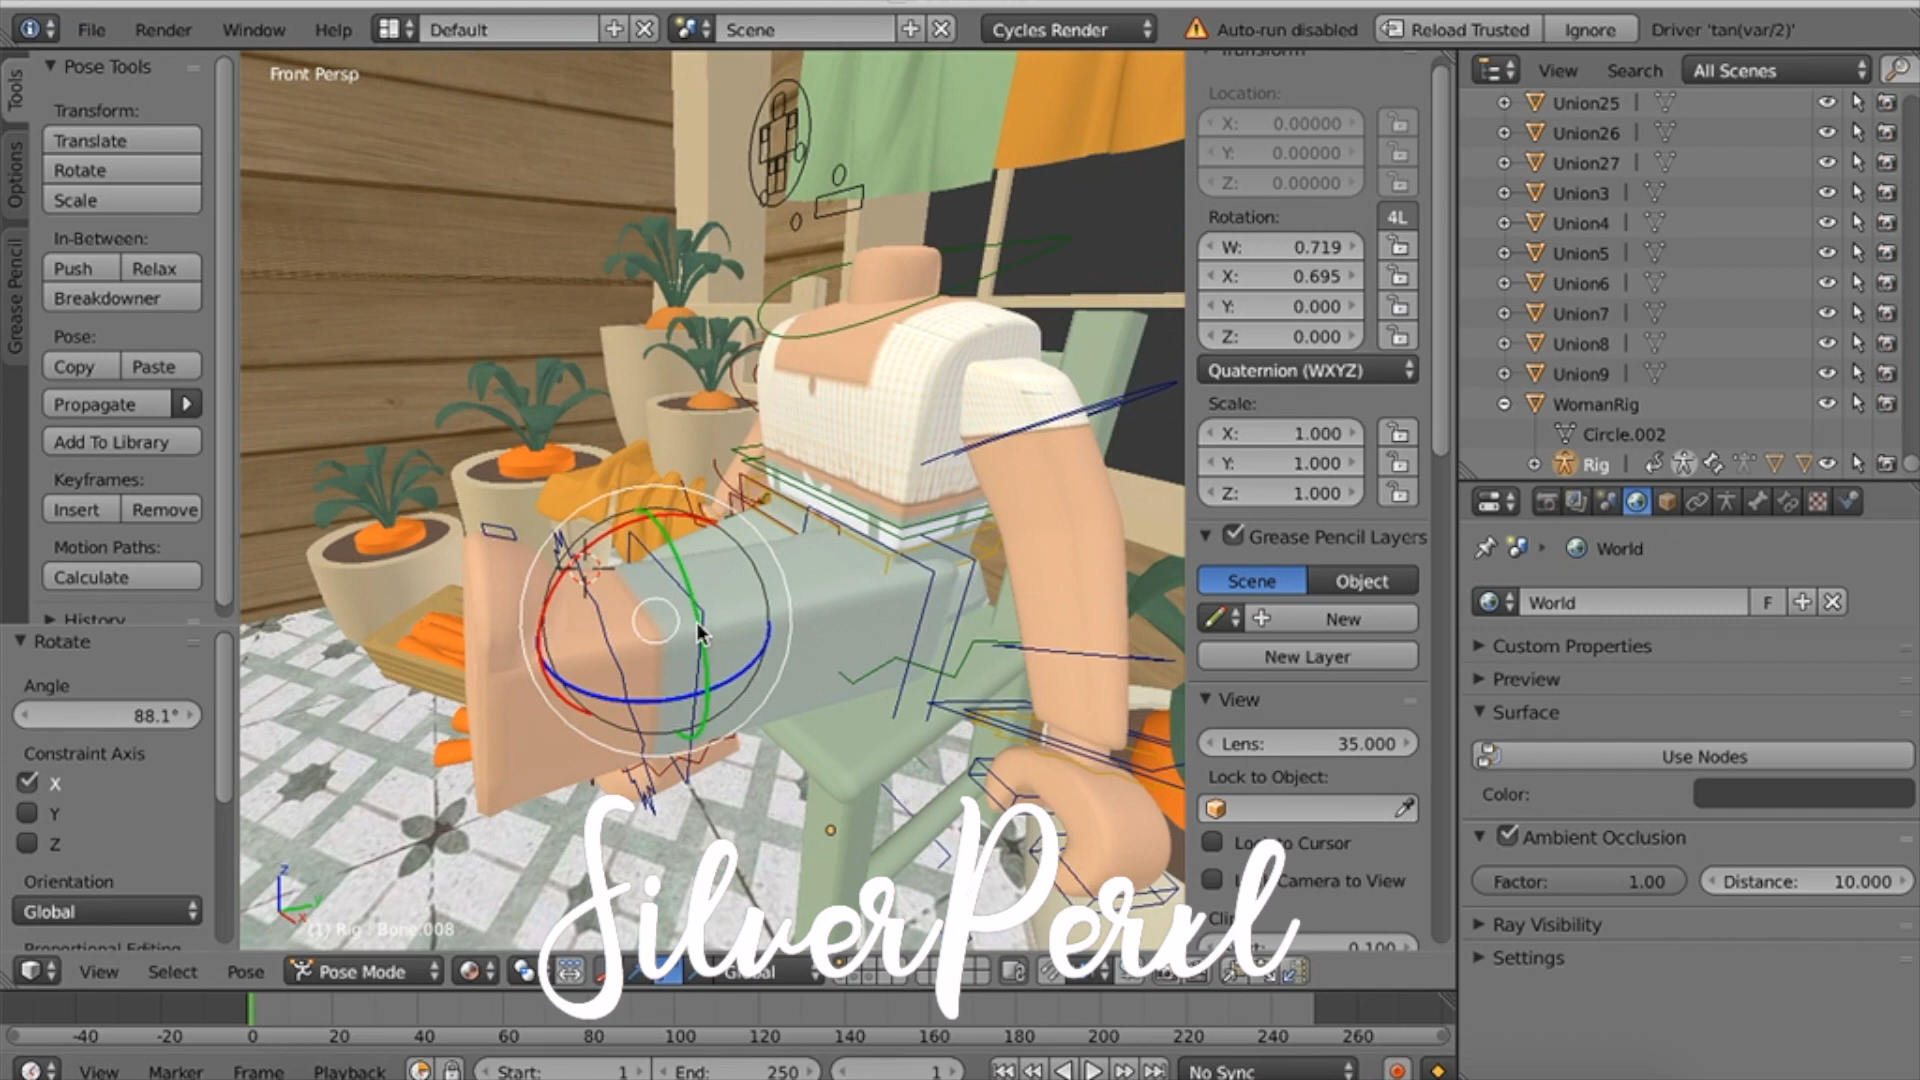 File Render Window Help Default Scene Cycles Render Auto-run disabled Reload Trusted Ignore Driver 'tan(var/2)'
Tools
Options
Grease Pencil
Pose Tools
Transform:
Translate
Rotate
Scale
In-Between:
Push Relax
Breakdowner
Pose:
Copy Paste
Propagate
Add To Library
Keyframes:
Insert Remove
Motion Paths:
Calculate
History
Rotate
Angle
88.1°
Constraint Axis
X
Y
Z
Orientation
Global
Proportional Editing
Front Persp
(1) Rig : Bone.008
SilverPerxl
Transform
Location:
X: 0.00000
Y: 0.00000
Z: 0.00000
Rotation: 4L
W: 0.719
X: 0.695
Y: 0.000
Z: 0.000
Quaternion (WXYZ)
Scale:
X: 1.000
Y: 1.000
Z: 1.000
Grease Pencil Layers
Scene Object
New
New Layer
View
Lens: 35.000
Lock to Object:
Lock to Cursor
Lock Camera to View
0.100
View Search All Scenes
Union25
Union26
Union27
Union3
Union4
Union5
Union6
Union7
Union8
Union9
WomanRig
Circle.002
Rig
World
World F
Custom Properties
Preview
Surface
Use Nodes
Color:
Ambient Occlusion
Factor: 1.00 Distance: 10.000
Ray Visibility
Settings
View Select Pose Pose Mode Global
-40 -20 0 20 40 60 80 100 120 140 160 180 200 220 240 260
View Marker Frame Playback Start: 1 End: 250 1 No Sync